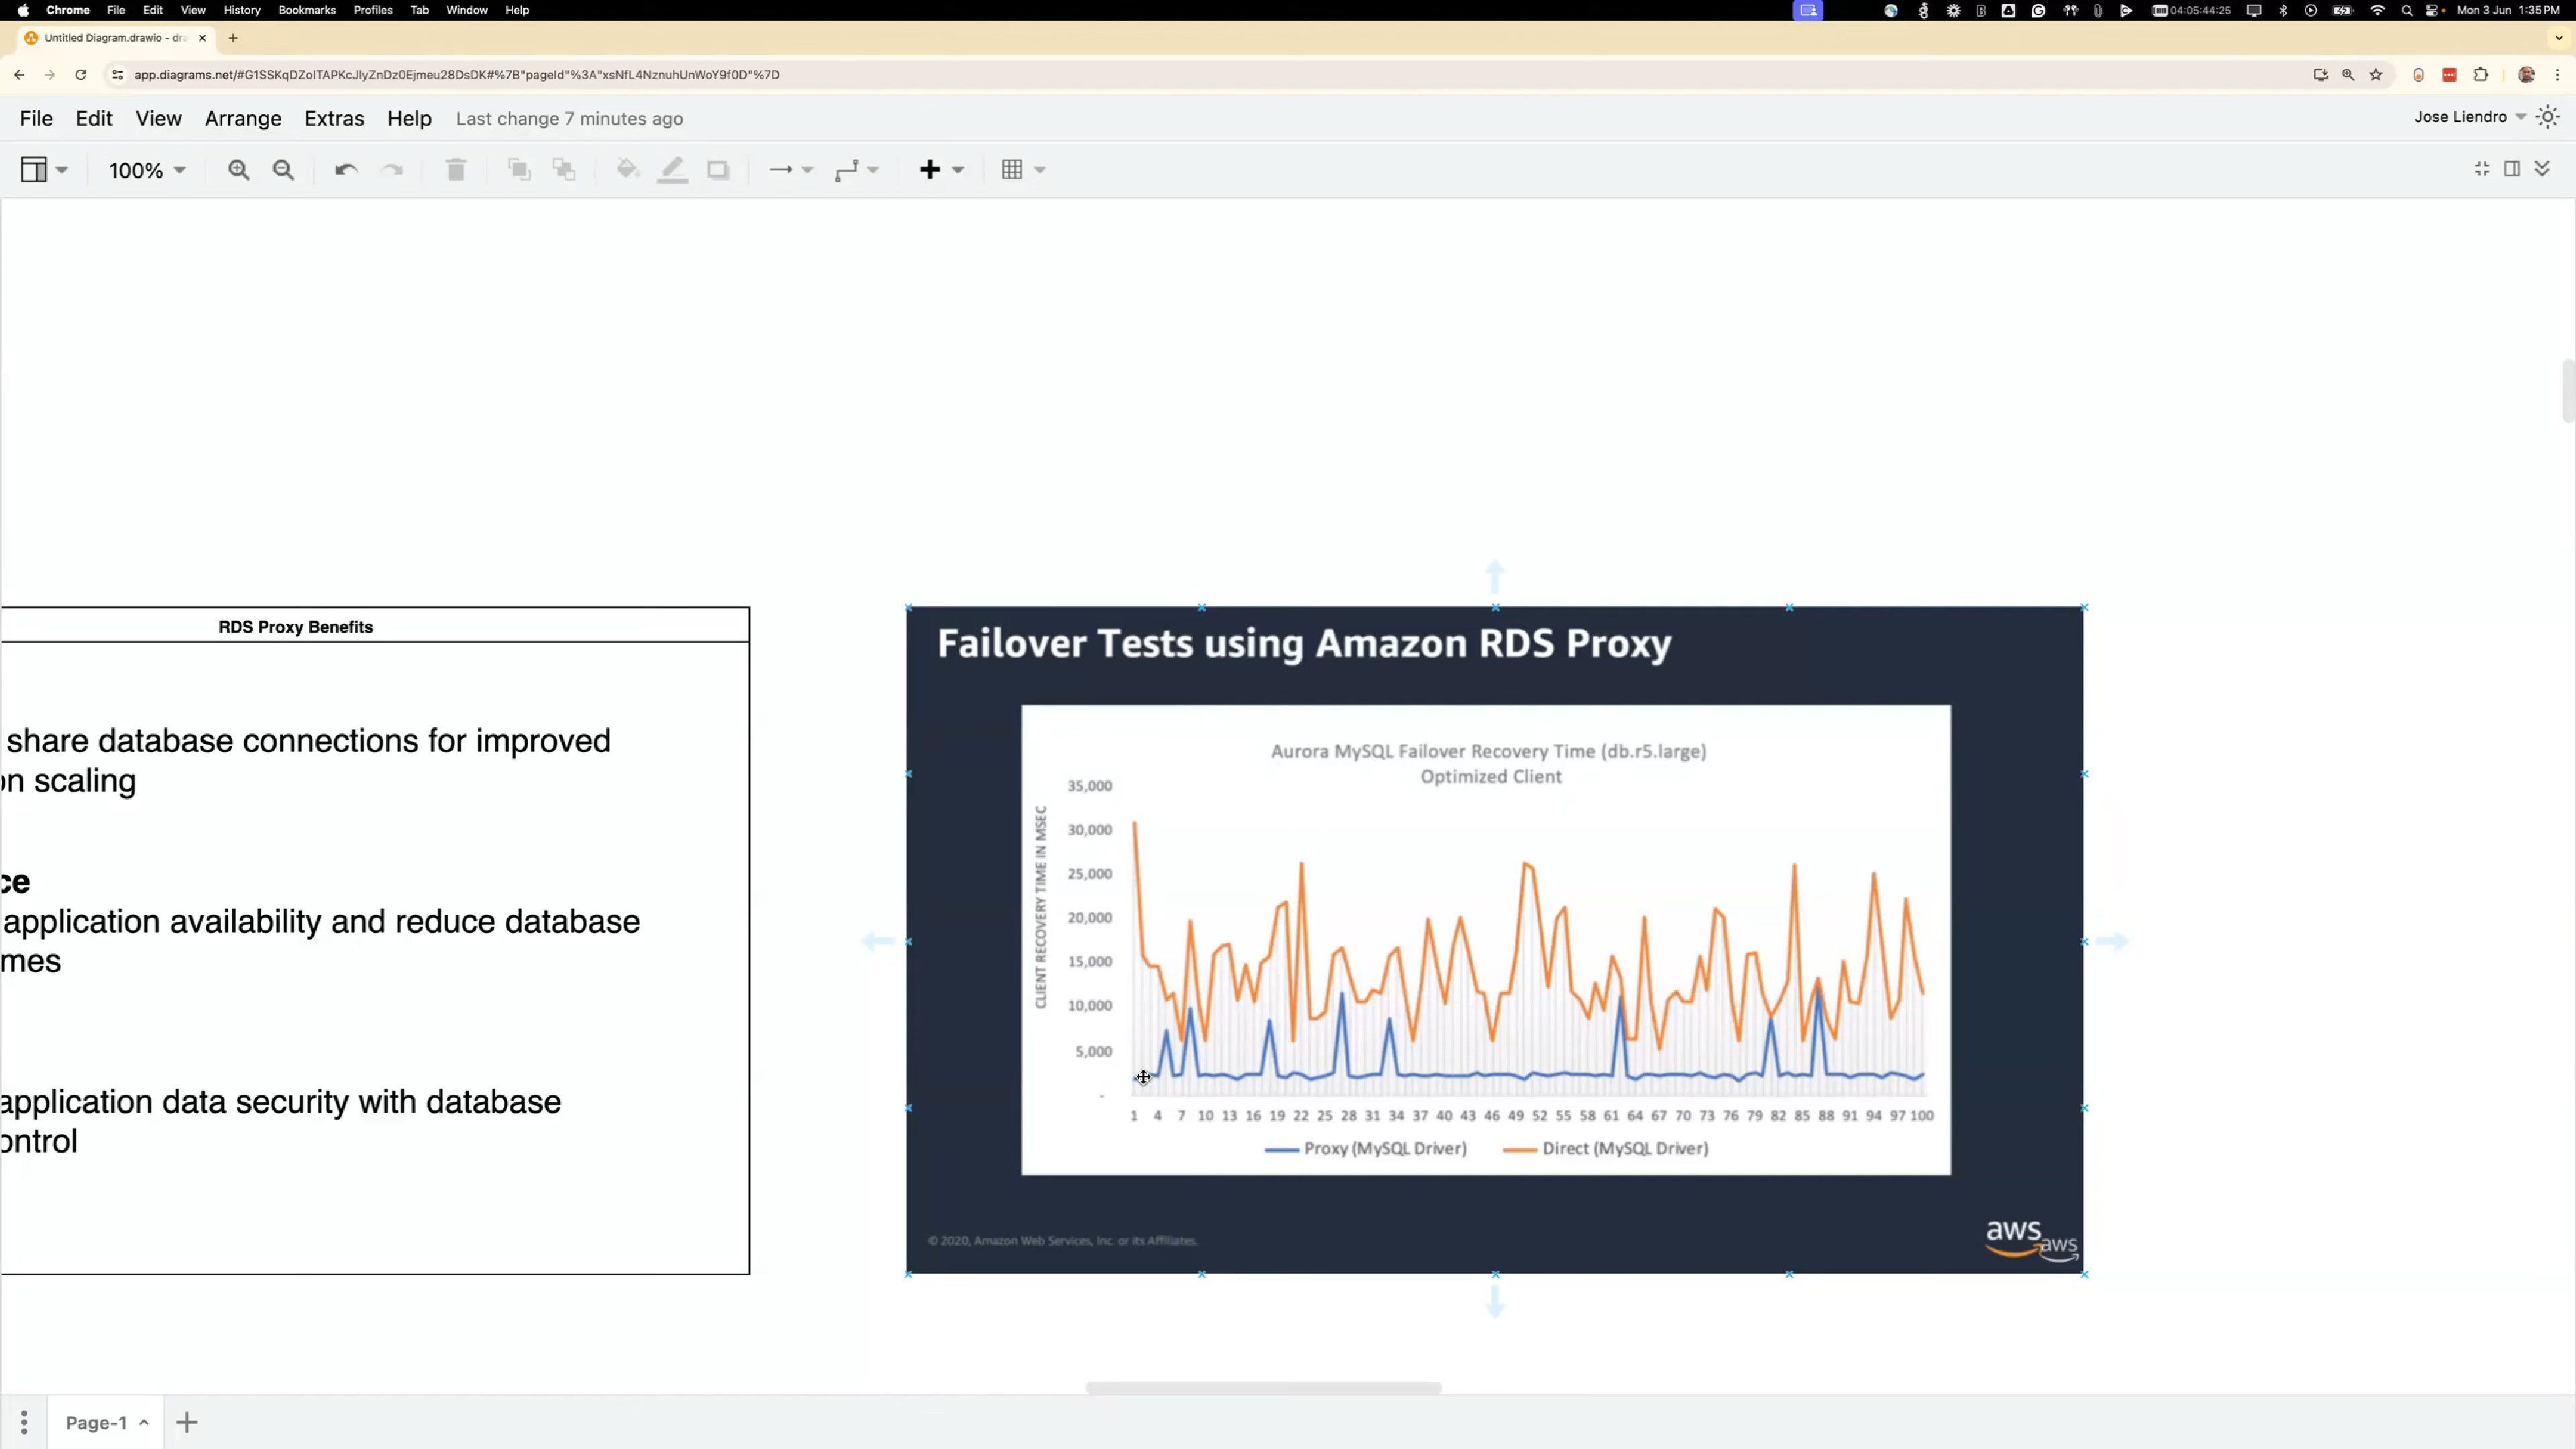 Chrome File Edit View History Bookmarks Profiles Tab Window Help
04:05:44:25
Mon 3 Jun 1:35 PM
Untitled Diagram.drawio - dra
app.diagrams.net/#G1SSKqDZolTAPKcJlyZnDz0Ejmeu28DsDK#%7B"pageId"%3A"xsNfL4NznuhUnWoY9f0D"%7D
File Edit View Arrange Extras Help Last change 7 minutes ago
Jose Liendro
100%
RDS Proxy Benefits
share database connections for improved
on scaling
ce
application availability and reduce database
mes
application data security with database
ontrol
Failover Tests using Amazon RDS Proxy
Aurora MySQL Failover Recovery Time (db.r5.large)
Optimized Client
CLIENT RECOVERY TIME IN MSEC
35,000
30,000
25,000
20,000
15,000
10,000
5,000
-
1 4 7 10 13 16 19 22 25 28 31 34 37 40 43 46 49 52 55 58 61 64 67 70 73 76 79 82 85 88 91 94 97 100
Proxy (MySQL Driver) Direct (MySQL Driver)
© 2020, Amazon Web Services, Inc. or its Affiliates.
aws
aws
Page-1